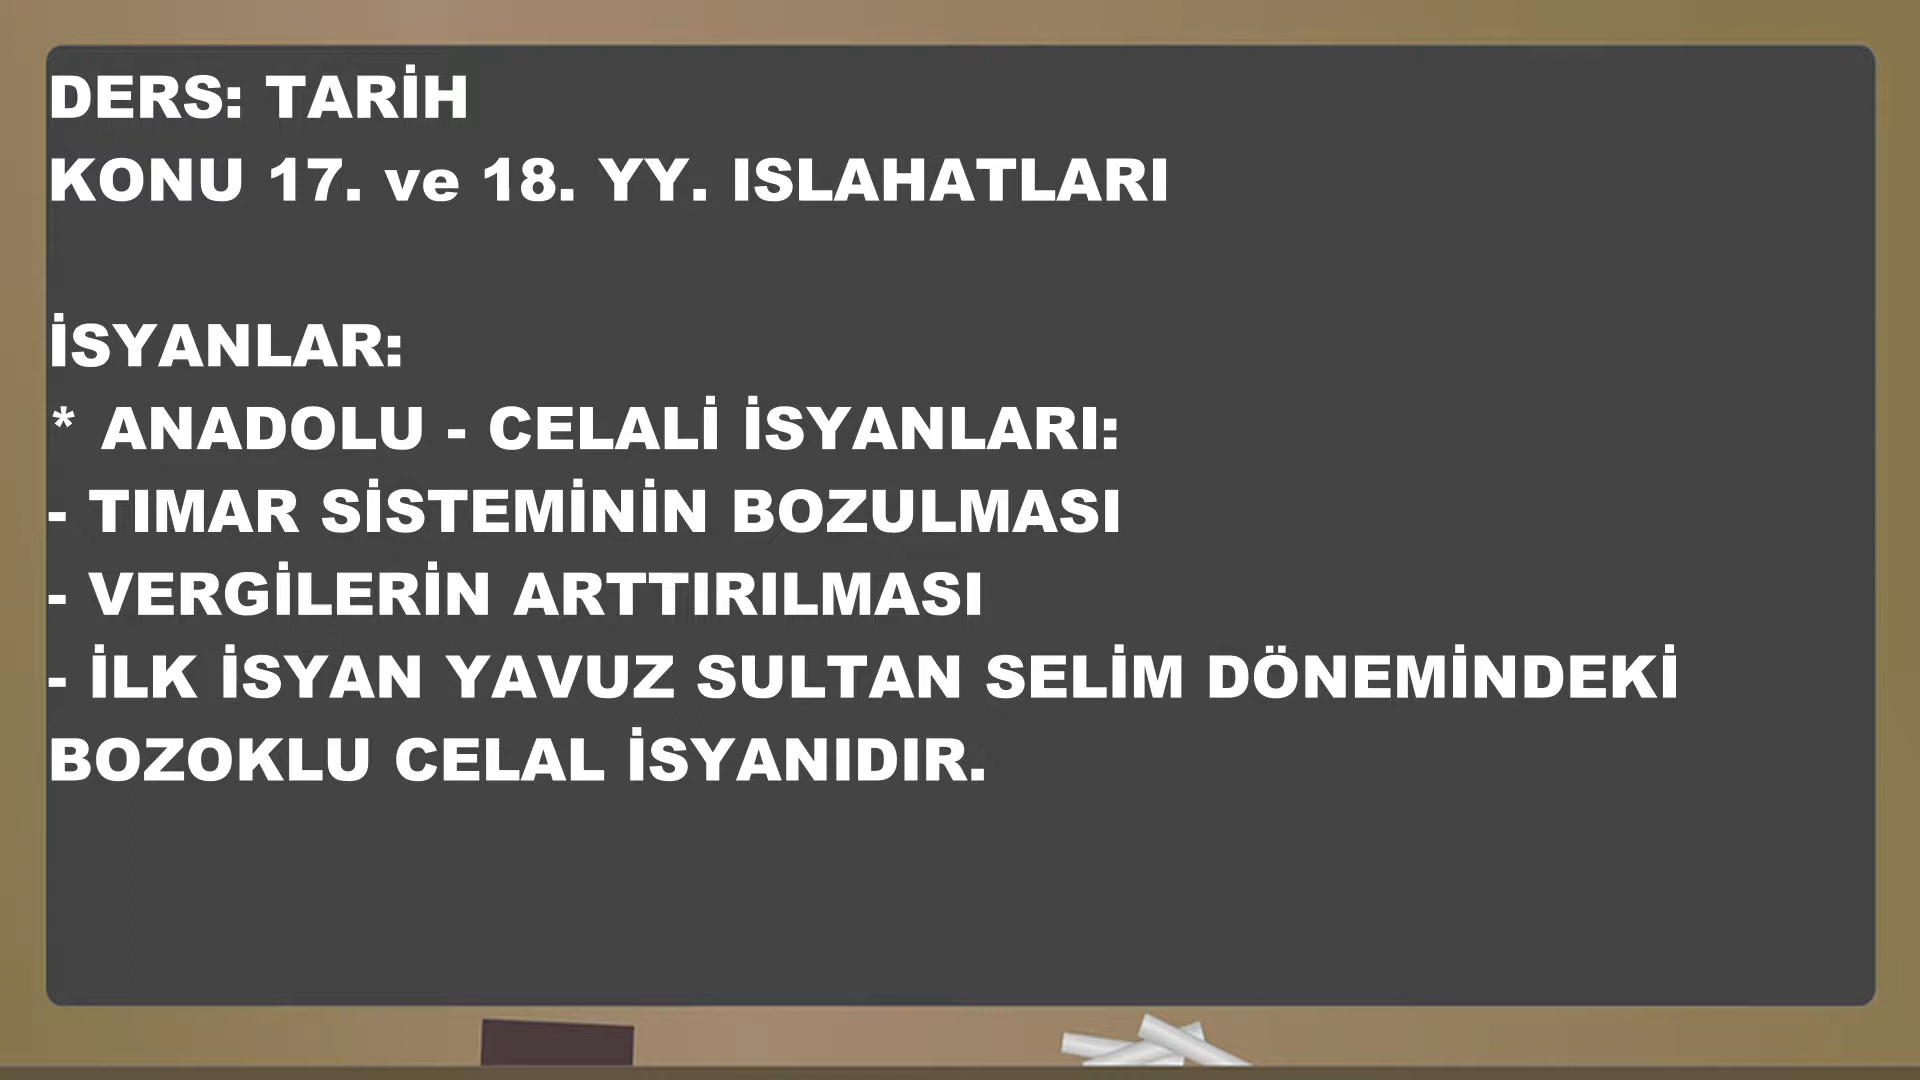 DERS: TARİH
KONU 17. ve 18. YY. ISLAHATLARI
İSYANLAR:
* ANADOLU - CELALİ İSYANLARI:
- TIMAR SİSTEMİNİN BOZULMASI
- VERGİLERİN ARTTIRILMASI
- İLK İSYAN YAVUZ SULTAN SELİM DÖNEMİNDEKİ
BOZOKLU CELAL İSYANIDIR.